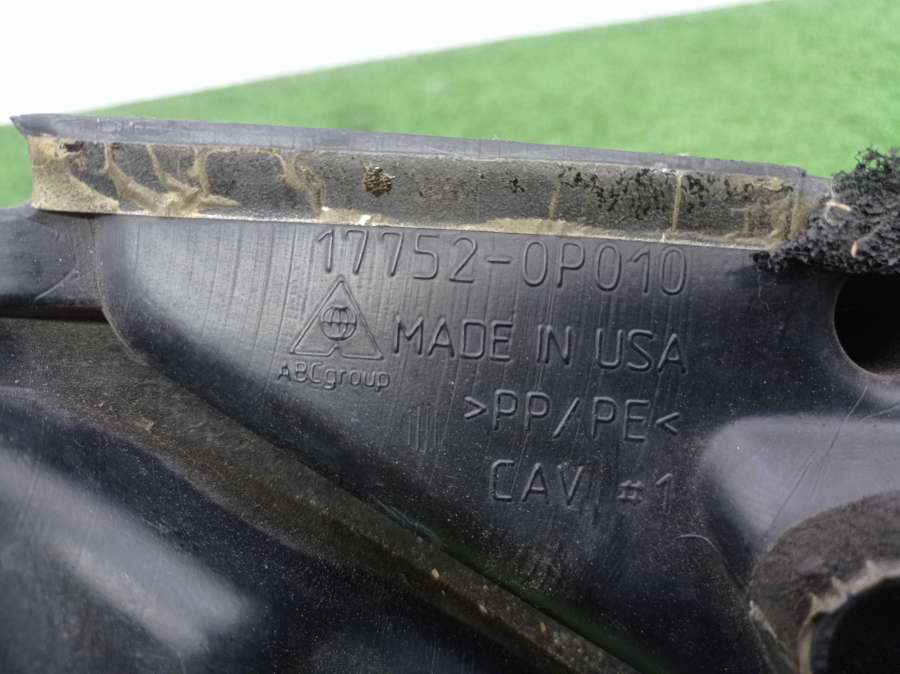 17752-0P010
MADE IN USA
ABCgroup
>PP/PE<
CAV #1